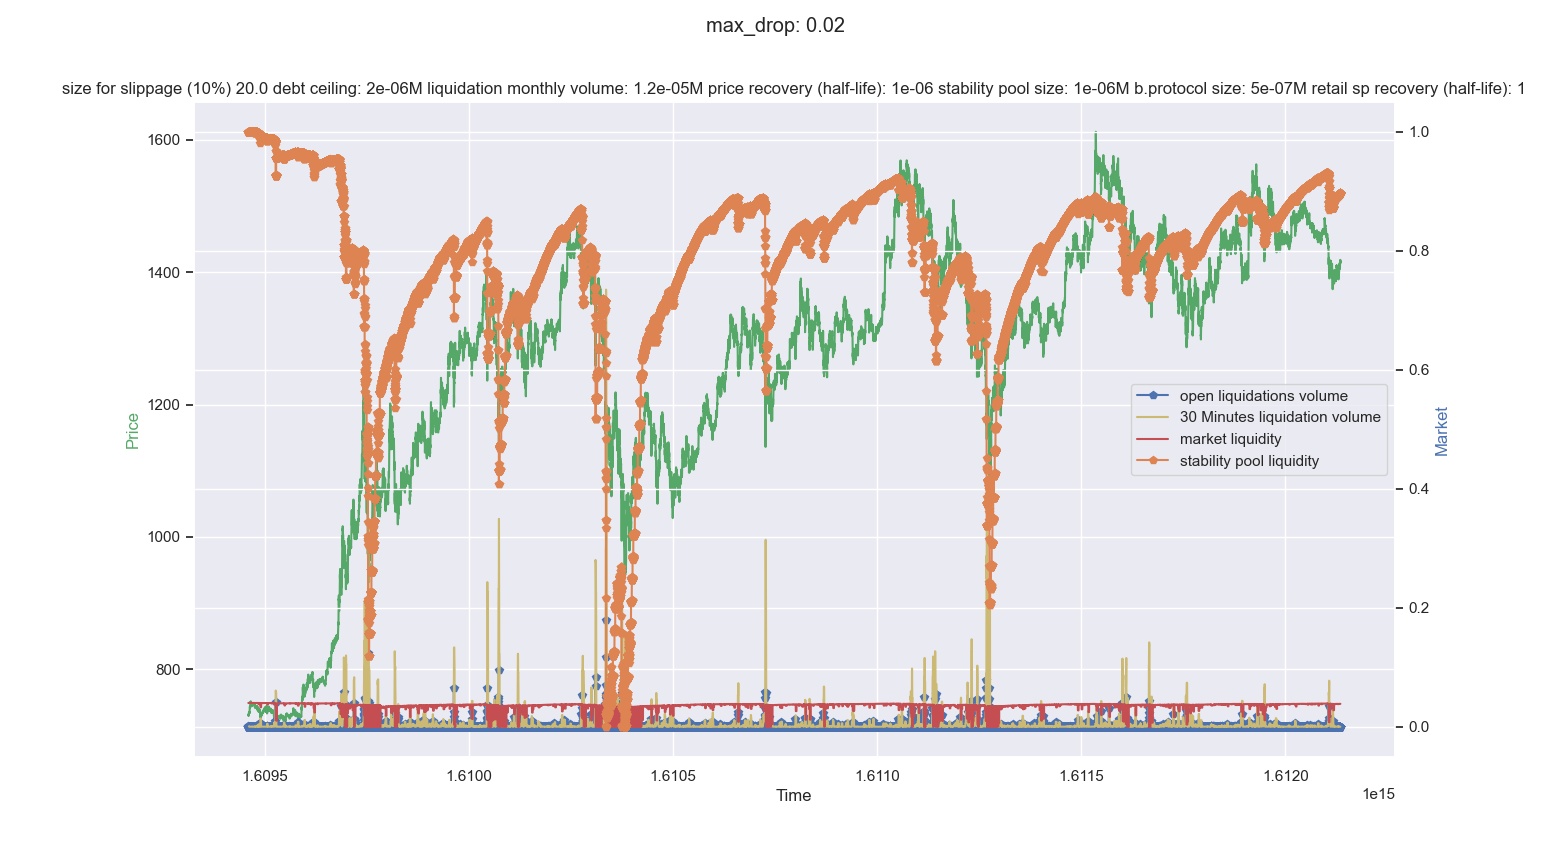 max_drop: 0.02
size for slippage (10%) 20.0 debt ceiling: 2e-06M liquidation monthly volume: 1.2e-05M price recovery (half-life): 1e-06 stability pool size: 1e-06M b.protocol size: 5e-07M retail sp recovery (half-life): 1
1600
1400
1200
1000
800
Price
1.0
0.8
0.6
0.4
0.2
0.0
Market
open liquidations volume
30 Minutes liquidation volume
market liquidity
stability pool liquidity
1.6095
1.6100
1.6105
1.6110
1.6115
1.6120
Time
1e15